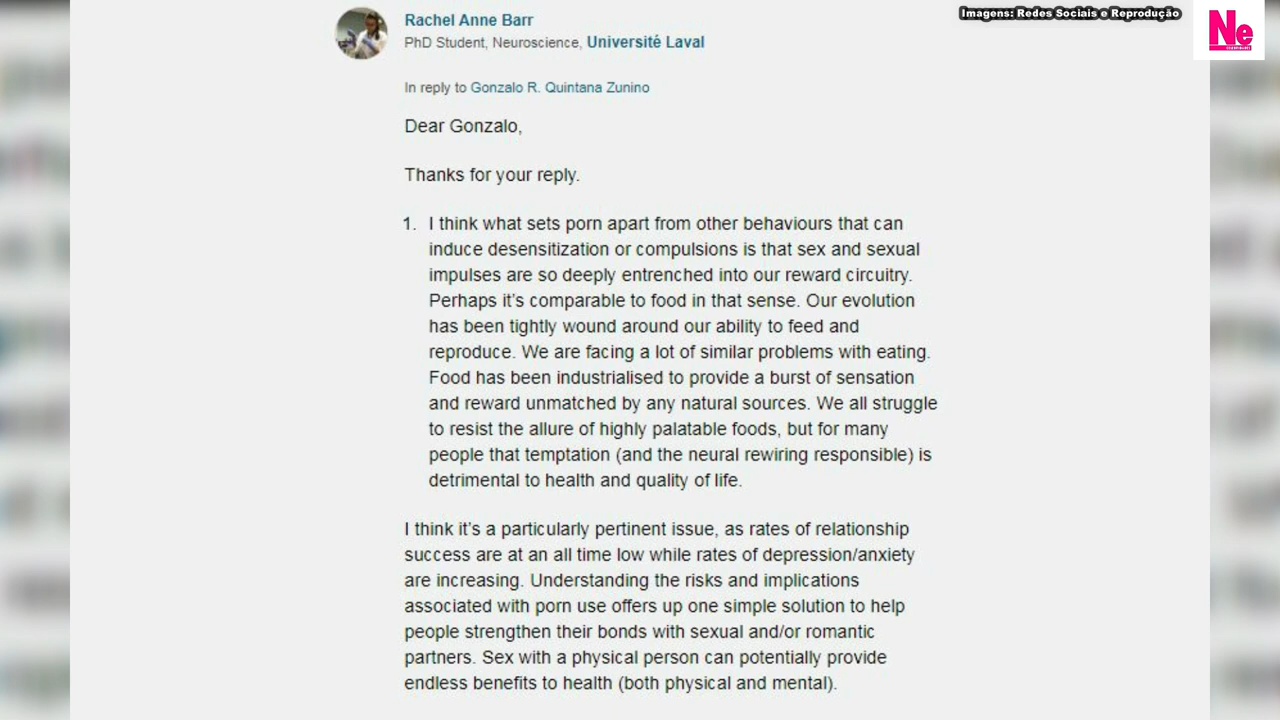 Imagens: Redes Sociais e Reprodução
Ne
Rachel Anne Barr
PhD Student, Neuroscience, Université Laval
In reply to Gonzalo R. Quintana Zunino
Dear Gonzalo,
Thanks for your reply.
1. I think what sets porn apart from other behaviours that can
induce desensitization or compulsions is that sex and sexual
impulses are so deeply entrenched into our reward circuitry.
Perhaps it's comparable to food in that sense. Our evolution
has been tightly wound around our ability to feed and
reproduce. We are facing a lot of similar problems with eating.
Food has been industrialised to provide a burst of sensation
and reward unmatched by any natural sources. We all struggle
to resist the allure of highly palatable foods, but for many
people that temptation (and the neural rewiring responsible) is
detrimental to health and quality of life.
I think it's a particularly pertinent issue, as rates of relationship
success are at an all time low while rates of depression/anxiety
are increasing. Understanding the risks and implications
associated with porn use offers up one simple solution to help
people strengthen their bonds with sexual and/or romantic
partners. Sex with a physical person can potentially provide
endless benefits to health (both physical and mental).